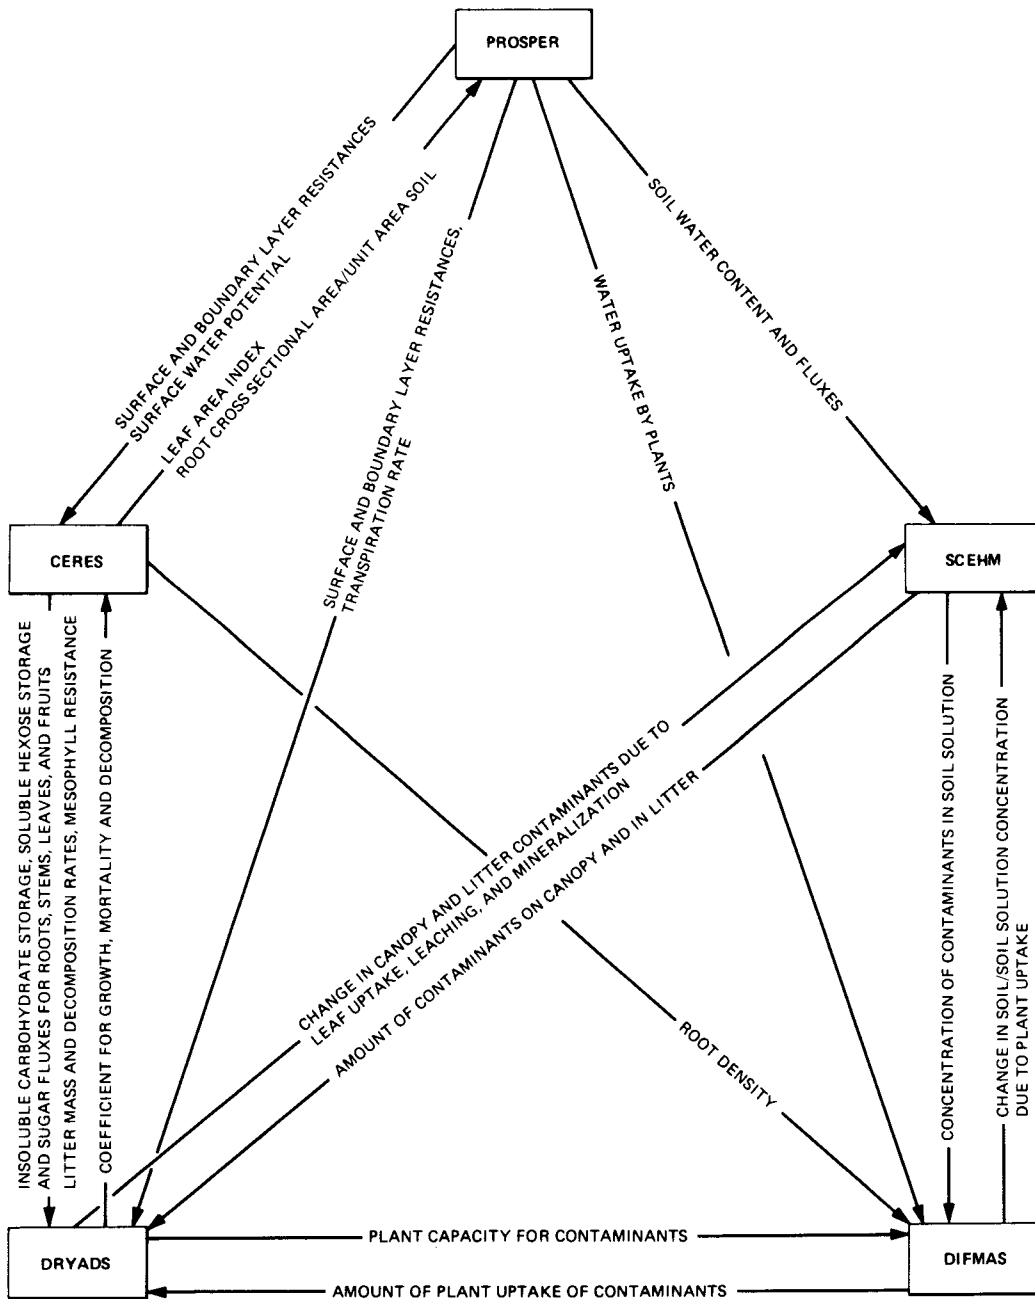 PROSPER
SURFACE AND BOUNDARY LAYER RESISTANCES
SURFACE WATER POTENTIAL
LEAF AREA INDEX
ROOT CROSS SECTIONAL AREA/UNIT AREA SOIL
SURFACE AND BOUNDARY LAYER RESISTANCES,
TRANSPIRATION RATE
WATER UPTAKE BY PLANTS
SOIL WATER CONTENT AND FLUXES
CERES
SCEHM
INSOLUBLE CARBOHYDRATE STORAGE, SOLUBLE HEXOSE STORAGE
AND SUGAR FLUXES FOR ROOTS, STEMS, LEAVES, AND FRUITS
LITTER MASS AND DECOMPOSITION RATES, MESOPHYLL RESISTANCE
COEFFICIENT FOR GROWTH, MORTALITY AND DECOMPOSITION
CHANGE IN CANOPY AND LITTER CONTAMINANTS DUE TO
LEAF UPTAKE, LEACHING, AND MINERALIZATION
AMOUNT OF CONTAMINANTS ON CANOPY AND IN LITTER
ROOT DENSITY
CONCENTRATION OF CONTAMINANTS IN SOIL SOLUTION
CHANGE IN SOIL/SOIL SOLUTION CONCENTRATION
DUE TO PLANT UPTAKE
DRYADS
PLANT CAPACITY FOR CONTAMINANTS
DIFMAS
AMOUNT OF PLANT UPTAKE OF CONTAMINANTS